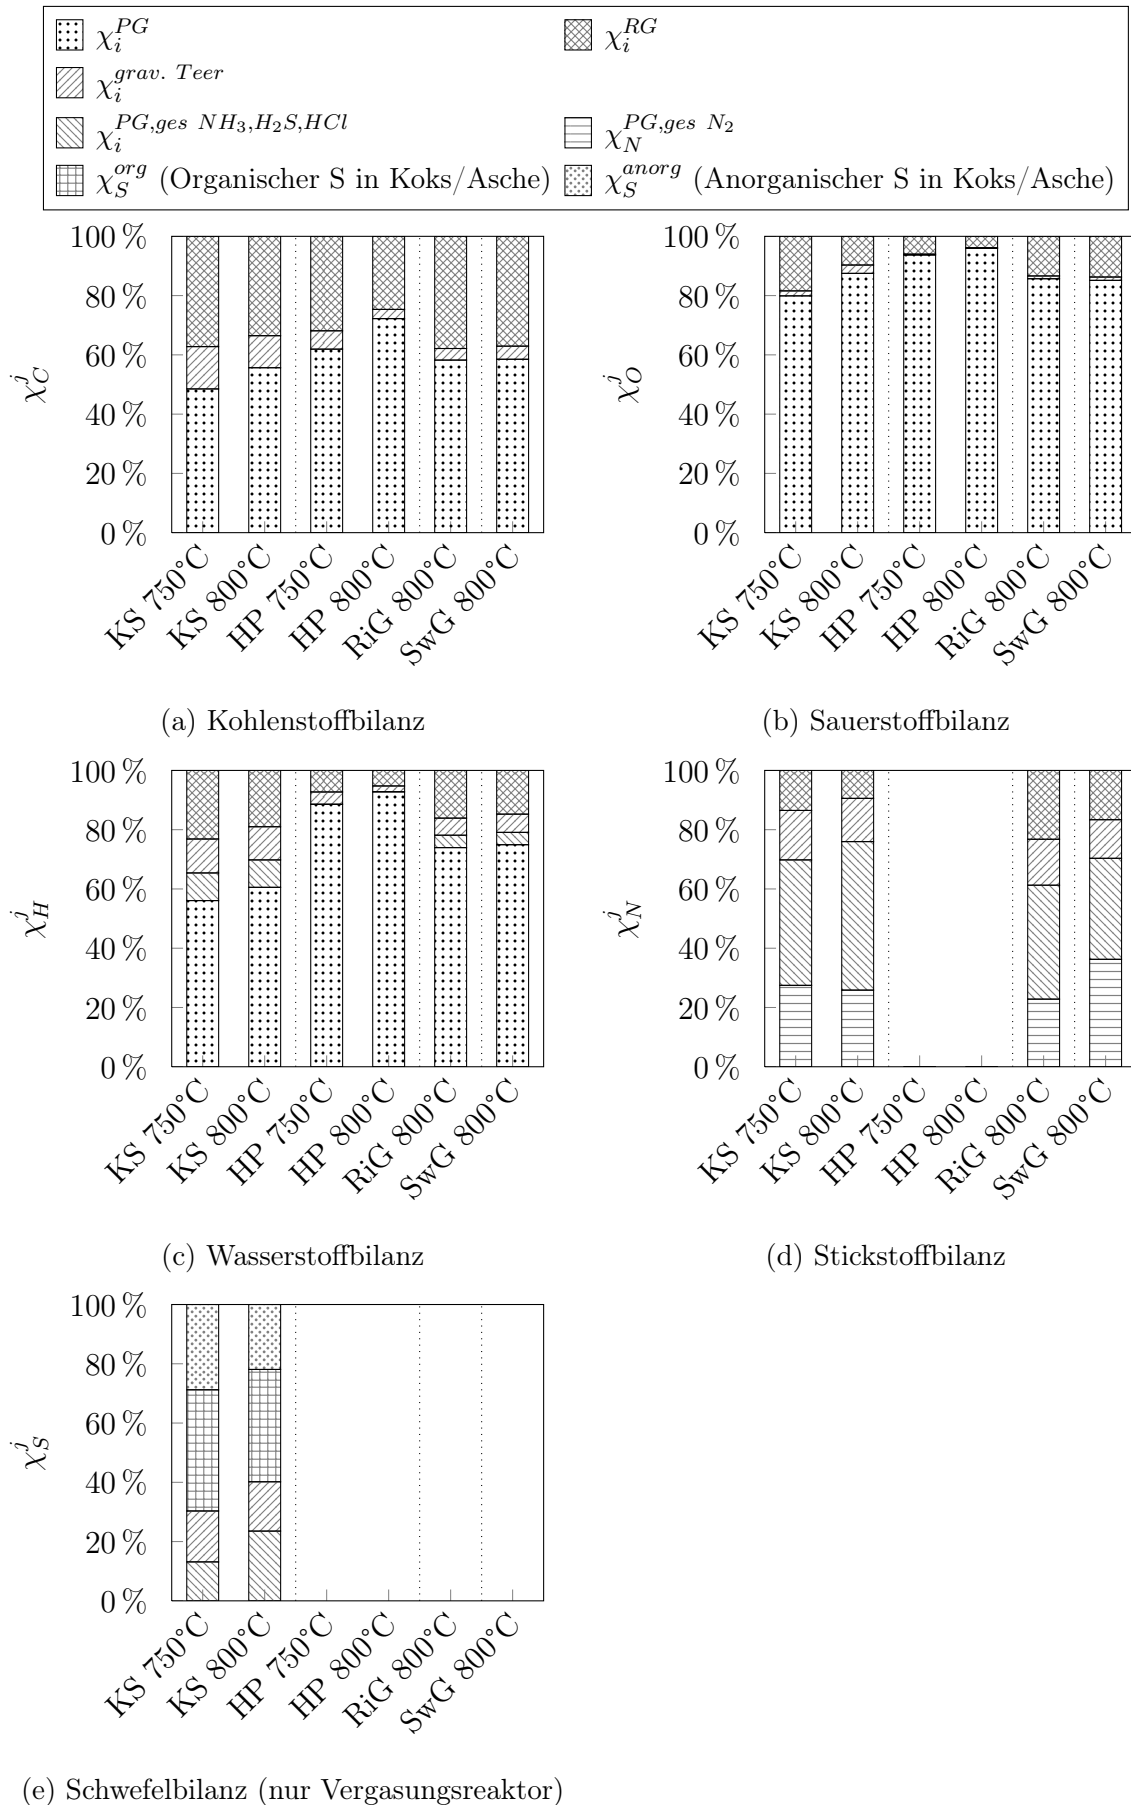 χ_i^{PG} χ_i^{RG}
χ_i^{grav. Teer}
χ_i^{PG,ges NH_3,H_2S,HCl} χ_N^{PG,ges N_2}
χ_S^{org} (Organischer S in Koks/Asche) χ_S^{anorg} (Anorganischer S in Koks/Asche)
100 %
80 %
60 %
40 %
20 %
0 %
χ_C^j
KS 750°C
KS 800°C
HP 750°C
HP 800°C
RiG 800°C
SwG 800°C
(a) Kohlenstoffbilanz
100 %
80 %
60 %
40 %
20 %
0 %
χ_O^j
KS 750°C
KS 800°C
HP 750°C
HP 800°C
RiG 800°C
SwG 800°C
(b) Sauerstoffbilanz
100 %
80 %
60 %
40 %
20 %
0 %
χ_H^j
KS 750°C
KS 800°C
HP 750°C
HP 800°C
RiG 800°C
SwG 800°C
(c) Wasserstoffbilanz
100 %
80 %
60 %
40 %
20 %
0 %
χ_N^j
KS 750°C
KS 800°C
HP 750°C
HP 800°C
RiG 800°C
SwG 800°C
(d) Stickstoffbilanz
100 %
80 %
60 %
40 %
20 %
0 %
χ_S^j
KS 750°C
KS 800°C
HP 750°C
HP 800°C
RiG 800°C
SwG 800°C
(e) Schwefelbilanz (nur Vergasungsreaktor)